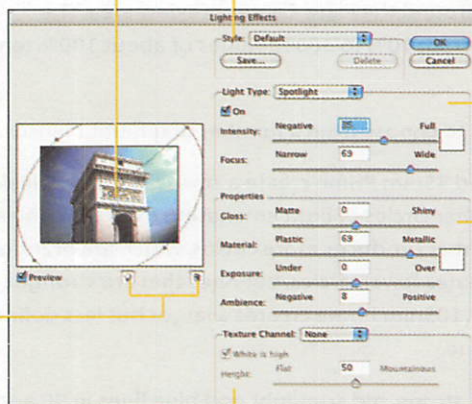 Lighting Effects
Style: Default
OK
Save...
Delete
Cancel
Light Type: Spotlight
On
Intensity: Negative 35 Full
Focus: Narrow 69 Wide
Properties
Gloss: Matte 0 Shiny
Material: Plastic 69 Metallic
Exposure: Under 0 Over
Ambience: Negative 8 Positive
Preview
Texture Channel: None
White is high
Height: Flat 50 Mountainous